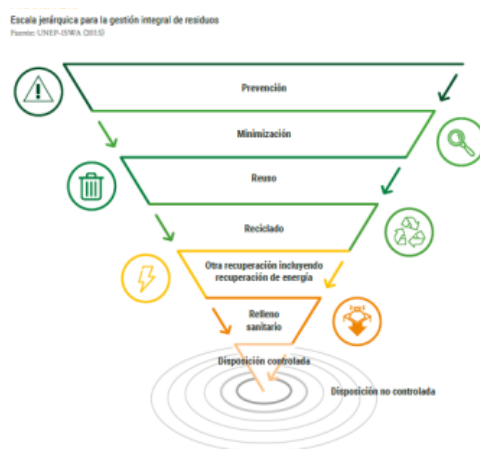 Escala jerárquica para la gestión integral de residuos
Fuente: UNEP-ISWA (2015)
Prevención
Minimización
Reuso
Reciclado
Otra recuperación incluyendo
recuperación de energía
Relleno
sanitario
Disposición controlada
Disposición no controlada